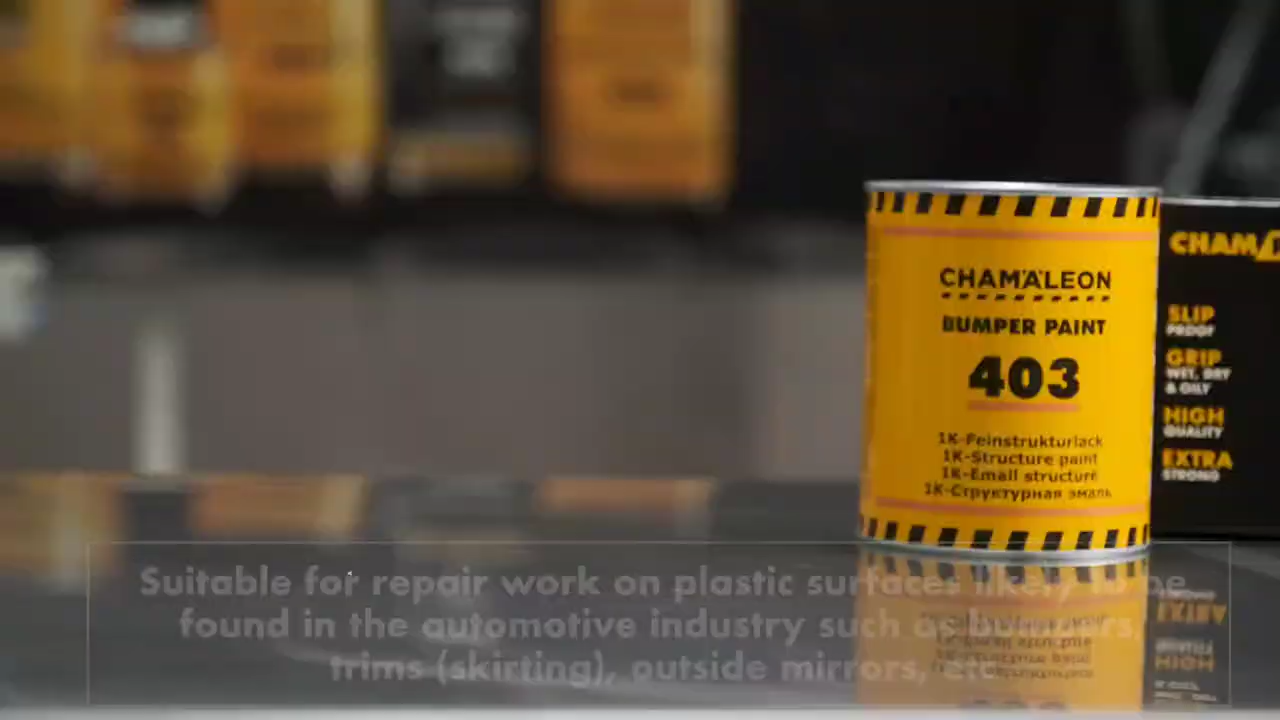 CHAMÄLEON
BUMPER PAINT
403
1K-Feinstrukturlack
1K-Structure paint
1K-Email structure
1K-Структурная эмаль
CHAMÄ
SLIP
PROOF
GRIP
WET, DRY
& OILY
HIGH
QUALITY
EXTRA
STRONG
Suitable for repair work on plastic surfaces likely to be
found in the automotive industry such as bumpers,
trims (skirting), outside mirrors, etc.